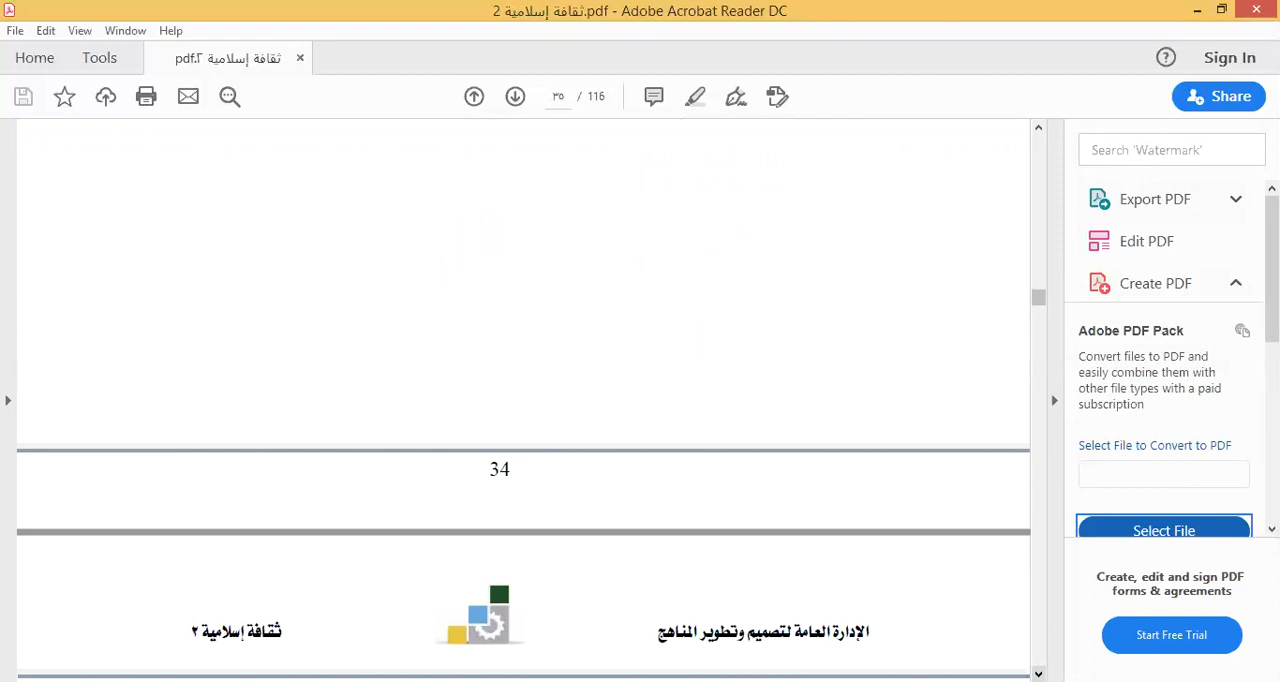 ثقافة إسلامية 2.pdf - Adobe Acrobat Reader DC
File Edit View Window Help
Home Tools ثقافة إسلامية ٢.pdf × Sign In
٣٥ / 116 Share
Search 'Watermark'
Export PDF
Edit PDF
Create PDF
Adobe PDF Pack
Convert files to PDF and
easily combine them with
other file types with a paid
subscription
Select File to Convert to PDF
Select File
34
Create, edit and sign PDF
forms & agreements
Start Free Trial
الإدارة العامة لتصميم وتطوير المناهج ثقافة إسلامية ٢